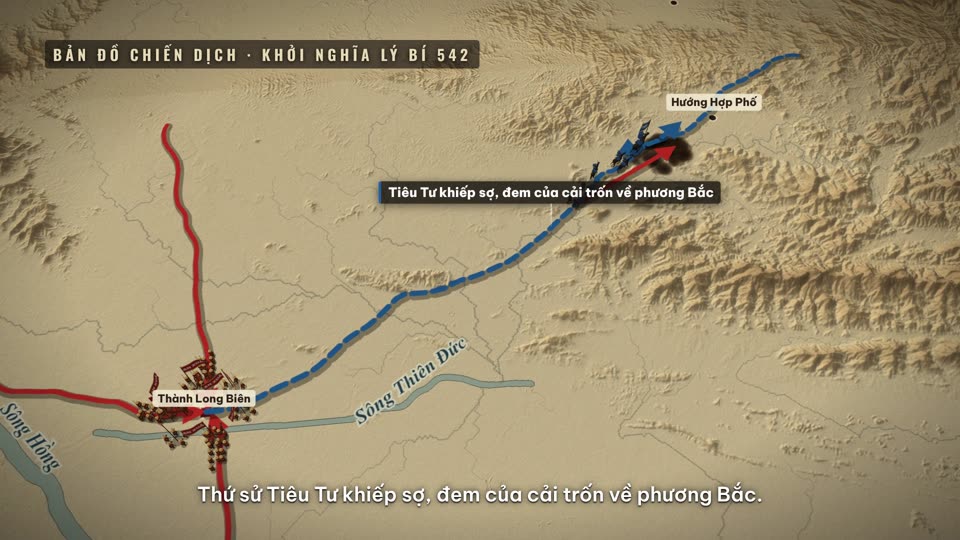 BẢN ĐỒ CHIẾN DỊCH · KHỞI NGHĨA LÝ BÍ 542
Hướng Hợp Phố
Tiêu Tư khiếp sợ, đem của cải trốn về phương Bắc
Thành Long Biên
Sông Thiên Đức
Sông Hồng
Thứ sử Tiêu Tư khiếp sợ, đem của cải trốn về phương Bắc.